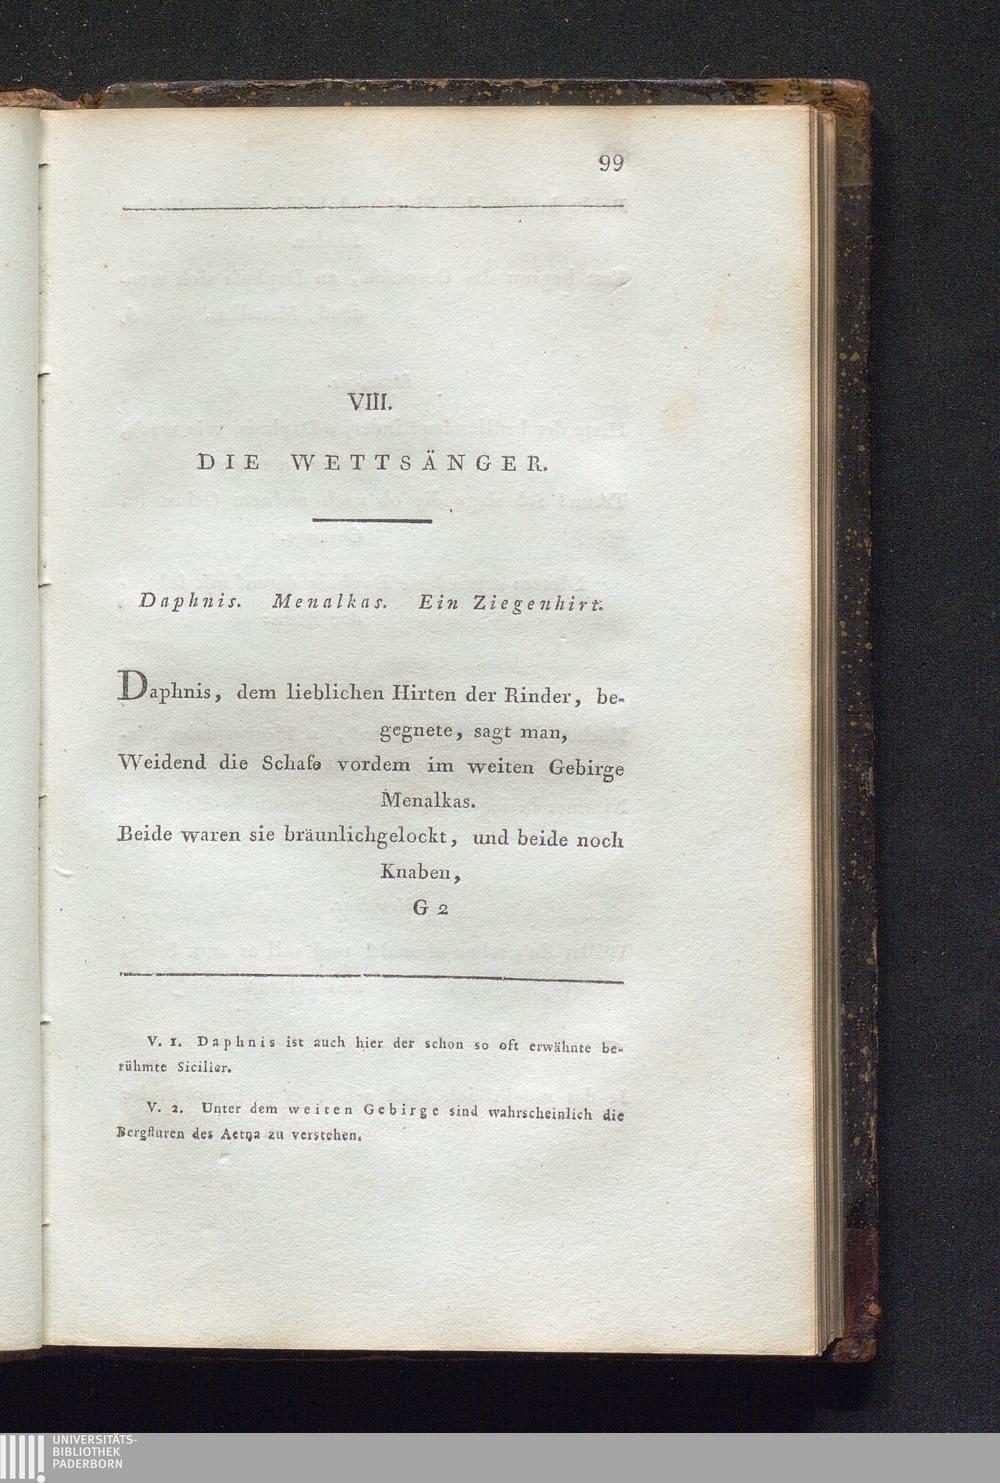 99
VIII.
DIE WETTSÄNGER.
Daphnis. Menalkas. Ein Ziegenhirt.
Daphnis, dem lieblichen Hirten der Rinder, be-
gegnete, sagt man,
Weidend die Schafe vordem im weiten Gebirge
Menalkas.
Beide waren sie bräunlichgelockt, und beide noch
Knaben,
G 2
V. 1. Daphnis ist auch hier der schon so oft erwähnte be-
rühmte Sicilier.
V. 2. Unter dem weiten Gebirge sind wahrscheinlich die
Bergfluren des Aetna zu verstehen.
UNIVERSITÄTS-
BIBLIOTHEK
PADERBORN